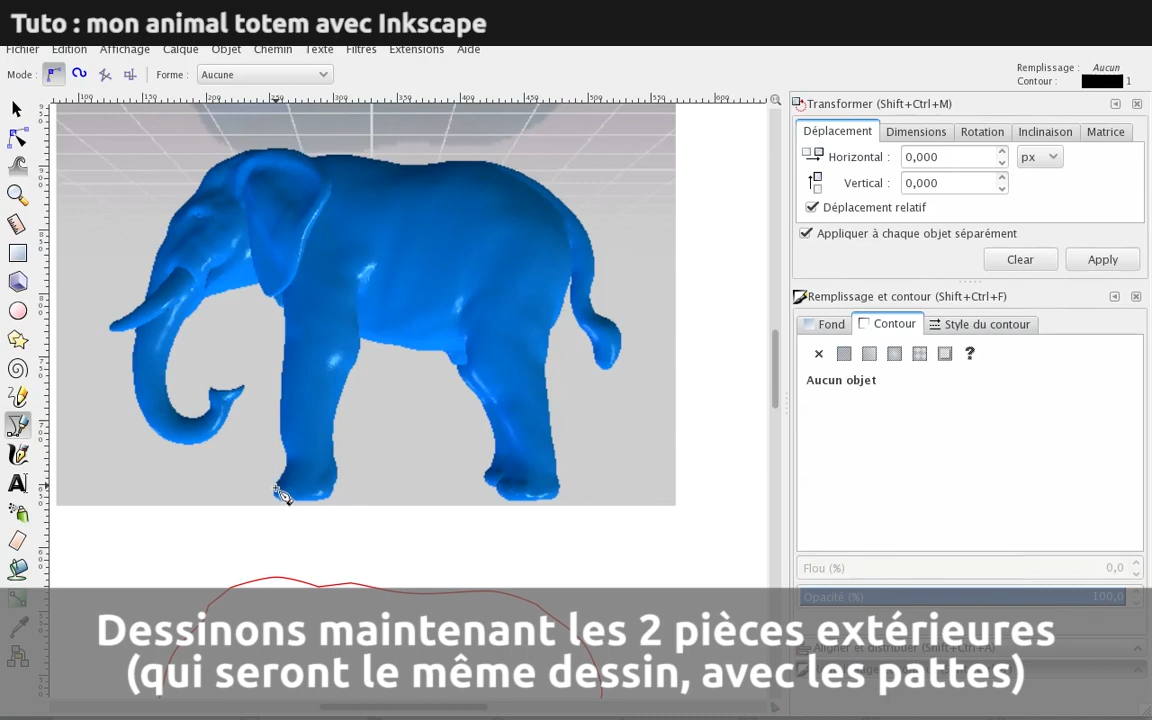 Tuto : mon animal totem avec Inkscape
Fichier Edition Affichage Calque Objet Chemin Texte Filtres Extensions Aide
Mode : Forme : Aucune
Remplissage : Aucun
Contour : 1
Transformer (Shift+Ctrl+M)
Déplacement Dimensions Rotation Inclinaison Matrice
Horizontal : 0,000 px
Vertical : 0,000
Déplacement relatif
Appliquer à chaque objet séparément
Clear Apply
Remplissage et contour (Shift+Ctrl+F)
Fond Contour Style du contour
Aucun objet
Flou (%) 0,0
Opacité (%) 100,0
Dessinons maintenant les 2 pièces extérieures
(qui seront le même dessin, avec les pattes)